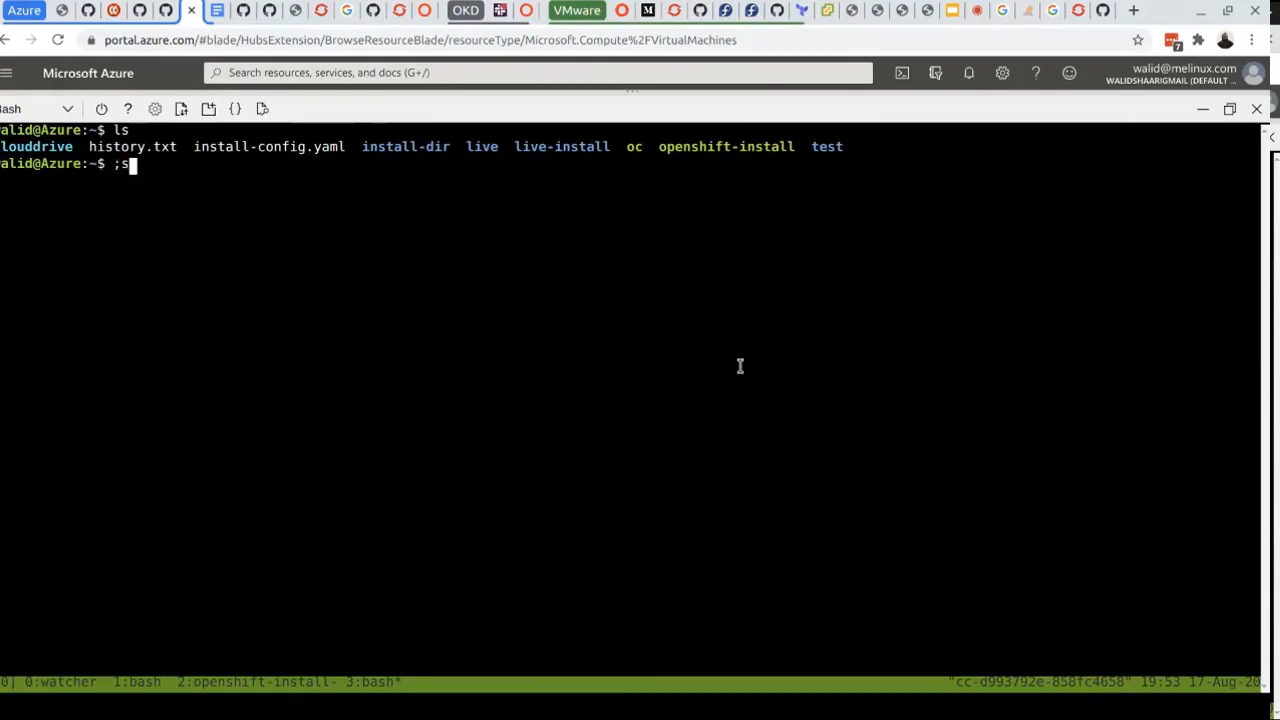 Azure OKD VMware
portal.azure.com/#blade/HubsExtension/BrowseResourceBlade/resourceType/Microsoft.Compute%2FVirtualMachines
7
Microsoft Azure Search resources, services, and docs (G+/) walid@melinux.com
WALIDSHAARIGMAIL (DEFAULT ...
ash
alid@Azure:~$ ls
louddrive history.txt install-config.yaml install-dir live live-install oc openshift-install test
alid@Azure:~$ ;s
0| 0:watcher 1:bash 2:openshift-install- 3:bash* "cc-d993792e-858fc4658" 19:53 17-Aug-20